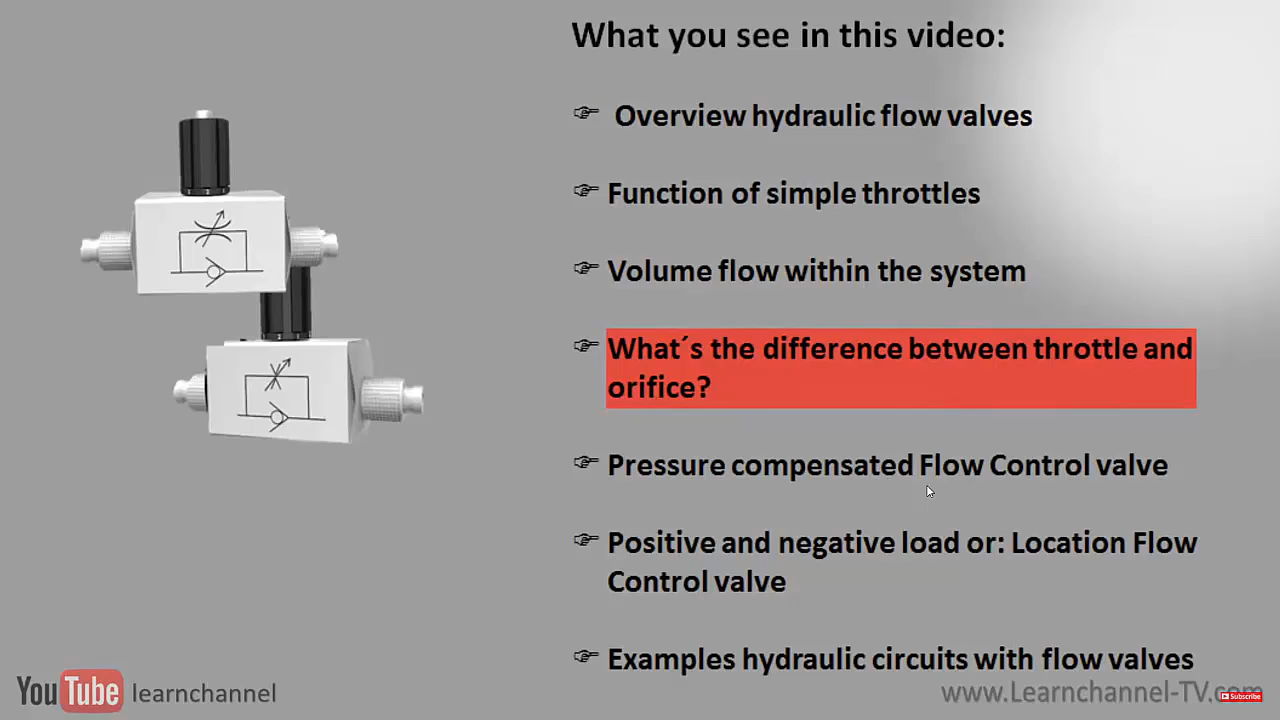 What you see in this video:
Overview hydraulic flow valves
Function of simple throttles
Volume flow within the system
What´s the difference between throttle and
orifice?
Pressure compensated Flow Control valve
Positive and negative load or: Location Flow
Control valve
Examples hydraulic circuits with flow valves
YouTube learnchannel
www.Learnchannel-TV.com
Subscribe